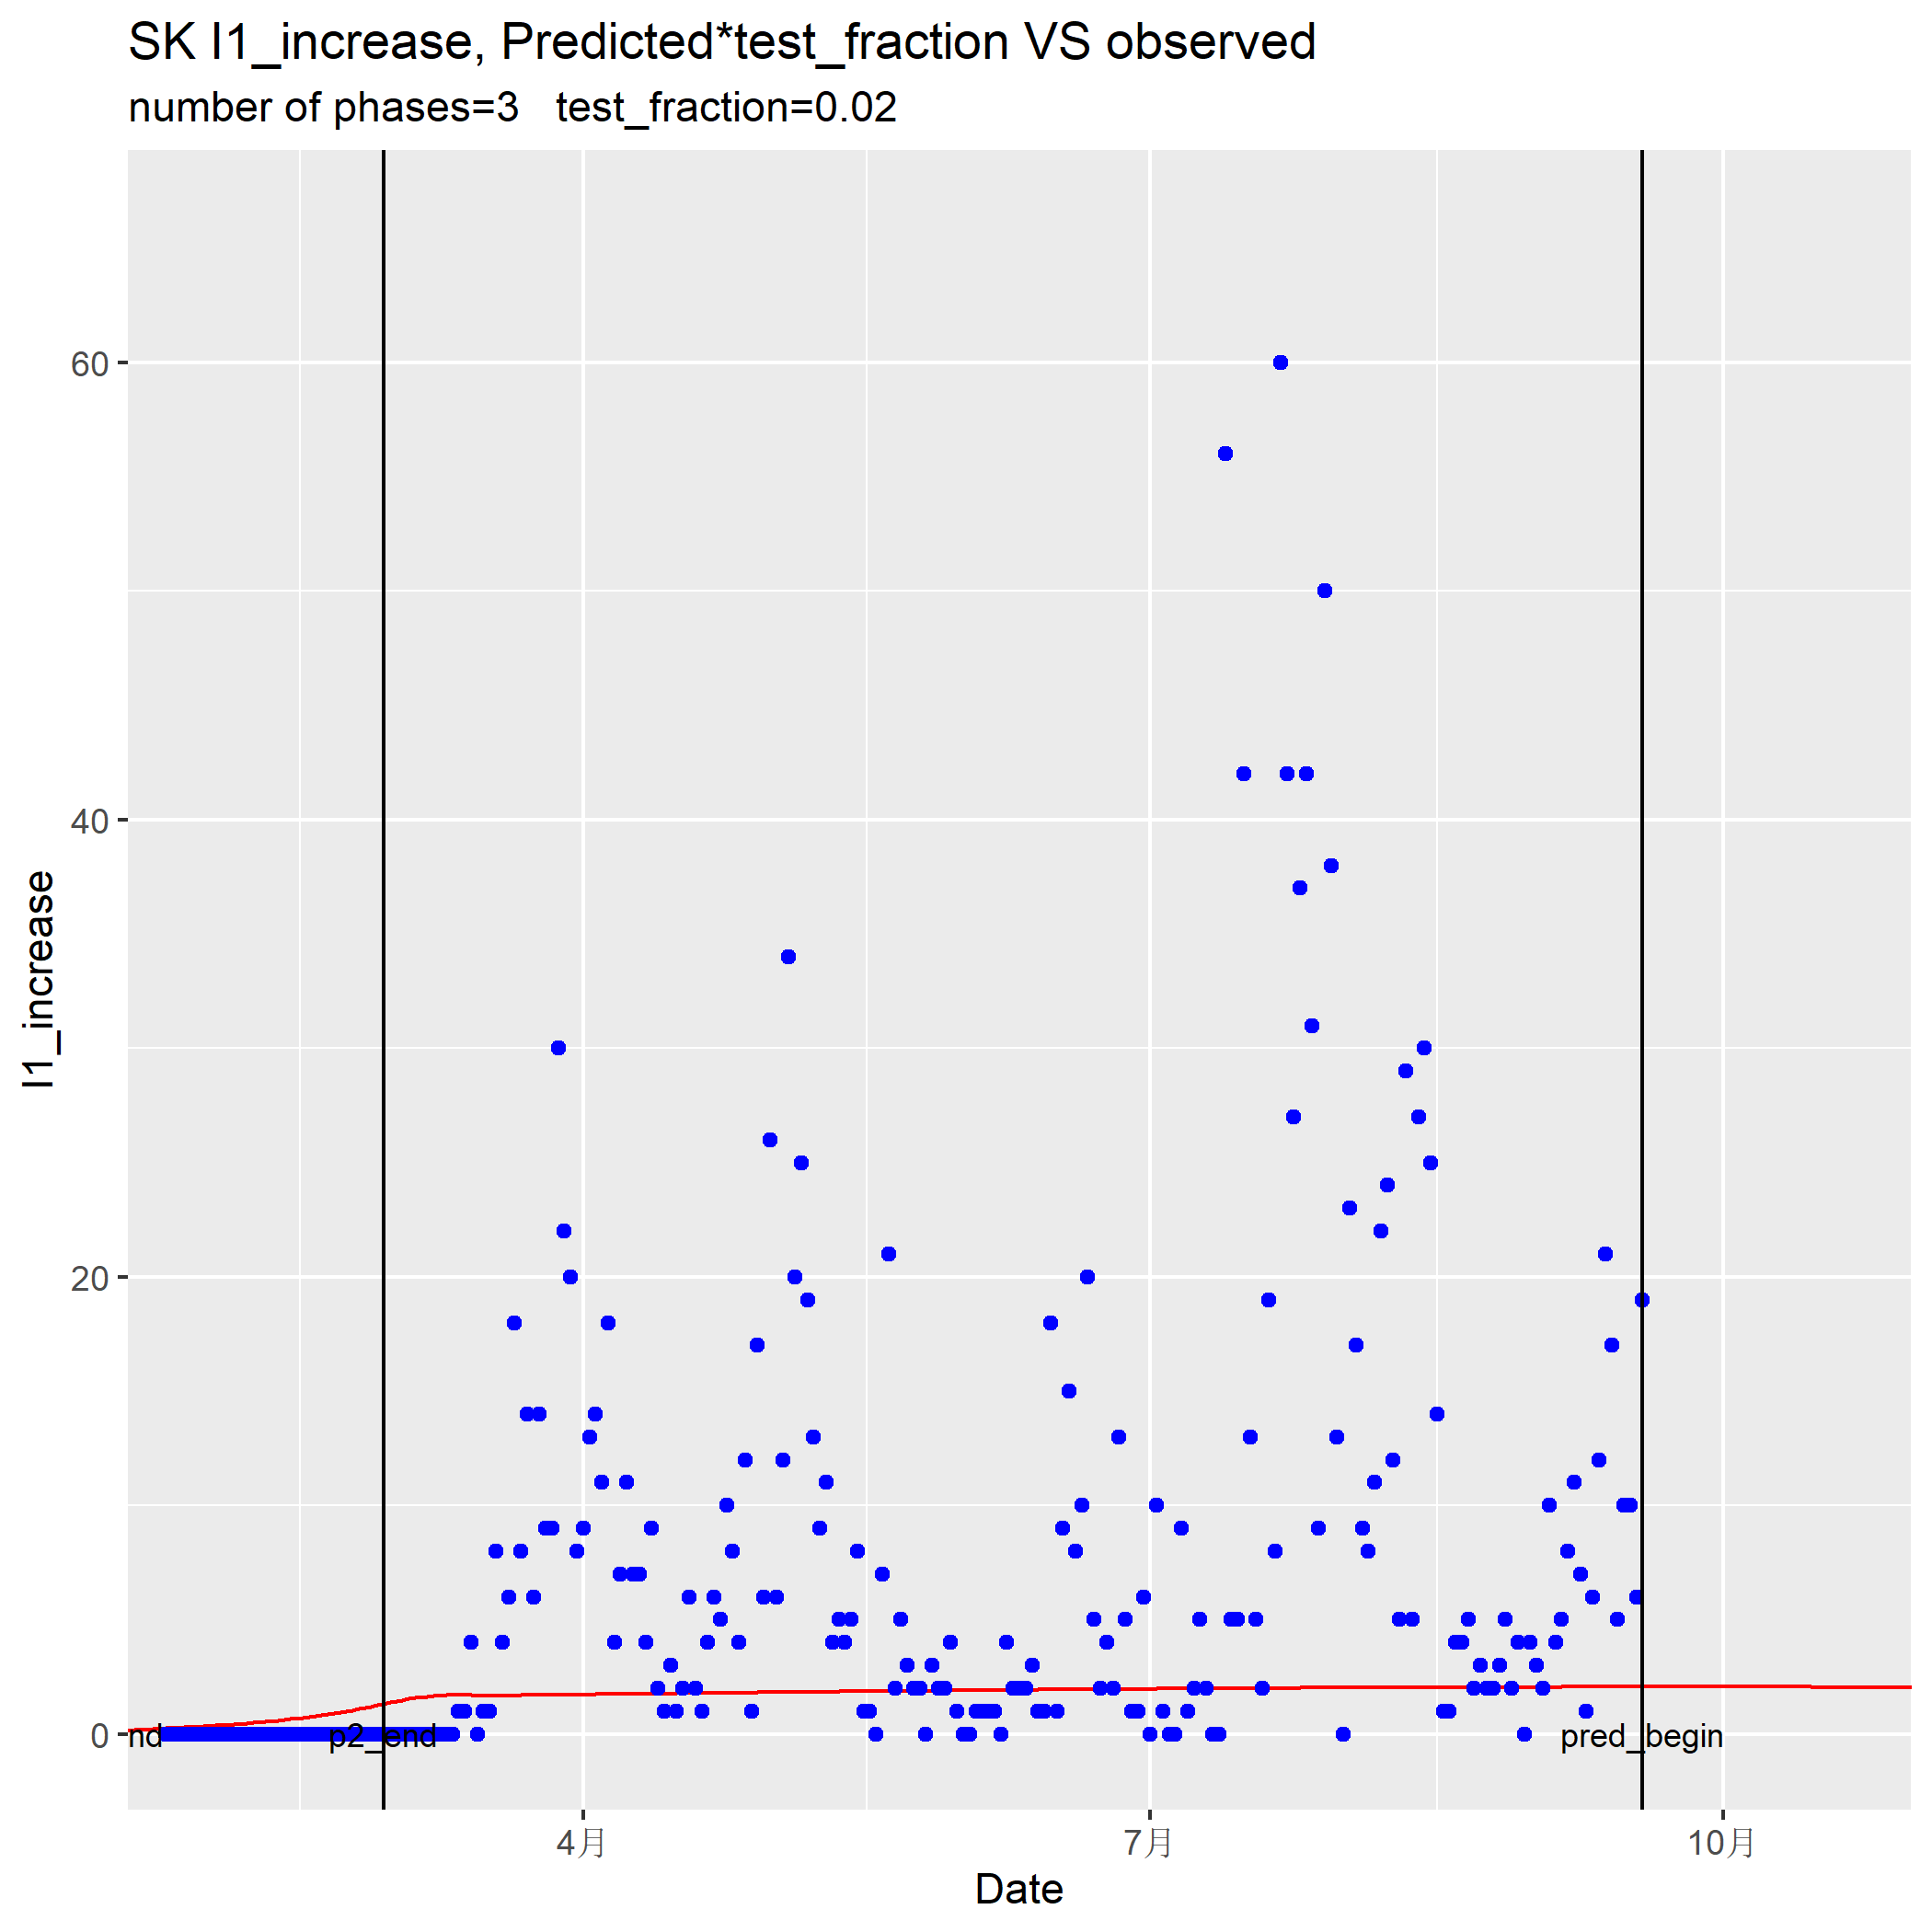 SK I1_increase, Predicted*test_fraction VS observed
number of phases=3   test_fraction=0.02
60
40
20
0
I1_increase
nd
p2_end
pred_begin
4月
7月
10月
Date